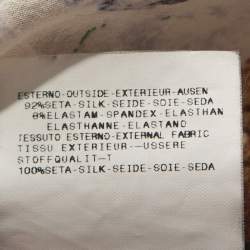 ESTERNO-OUTSIDE-EXTERIEUR-AUSEN
92%SETA-SILK-SEIDE-SOIE-SEDA
8%ELASTAM-SPANDEX-ELASTHAN
ELASTHANNE-ELASTANO
TESSUTO ESTERNO-EXTERNAL FABRIC
TISSU EXTERIEUR-—USSERE
STOFFQUALIT—T
100%SETA-SILK-SEIDE-SOIE-SEDA